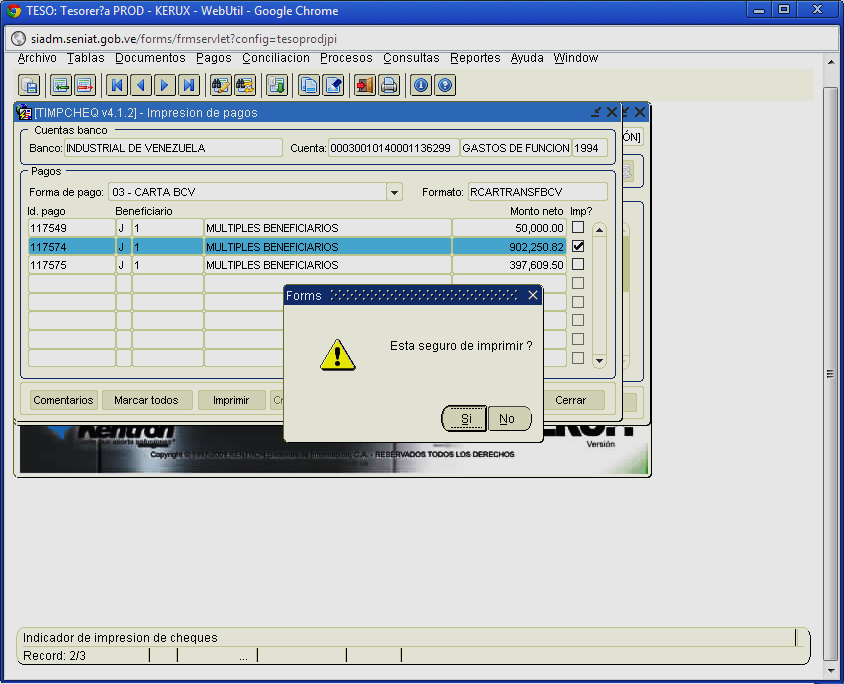 TESO: Tesorer?a PROD - KERUX - WebUtil - Google Chrome
siadm.seniat.gob.ve/forms/frmservlet?config=tesoprodjpi
Archivo Tablas Documentos Pagos Conciliacion Procesos Consultas Reportes Ayuda Window
[TIMPCHEQ v4.1.2] - Impresion de pagos
ÓN]
Cuentas banco
Banco: INDUSTRIAL DE VENEZUELA Cuenta: 00030010140001136299 GASTOS DE FUNCION 1994
Pagos
Forma de pago: 03 - CARTA BCV Formato: RCARTRANSFBCV
Id. pago Beneficiario Monto neto Imp?
117549 J 1 MULTIPLES BENEFICIARIOS 50,000.00
117574 J 1 MULTIPLES BENEFICIARIOS 902,250.82
117575 J 1 MULTIPLES BENEFICIARIOS 397,609.50
Forms
Esta seguro de imprimir ?
Si No
Comentarios Marcar todos Imprimir Cerrar
Kentron
Versión
- RESERVADOS TODOS LOS DERECHOS
Indicador de impresion de cheques
Record: 2/3 ...